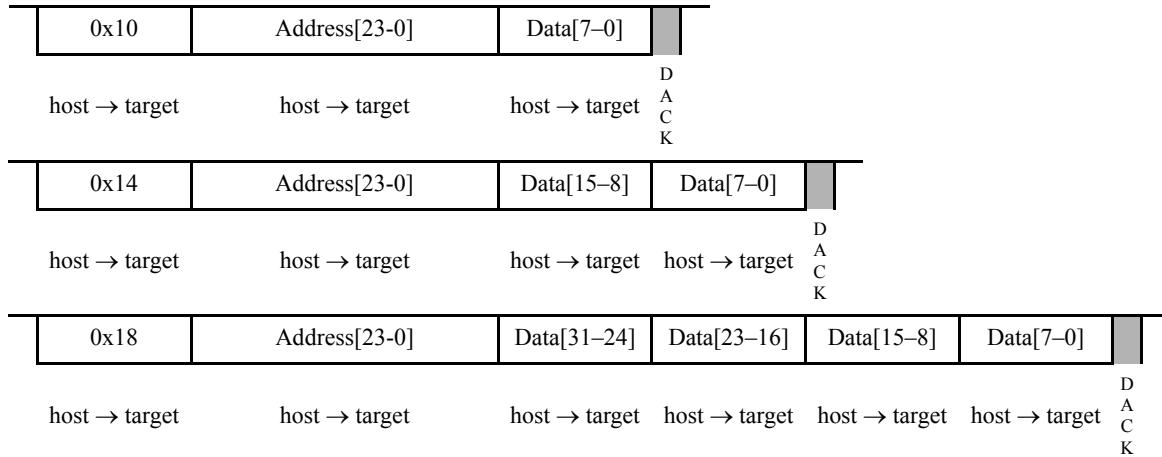 0x10 Address[23-0] Data[7–0]
host → target host → target host → target
D
A
C
K
0x14 Address[23-0] Data[15–8] Data[7–0]
host → target host → target host → target host → target
D
A
C
K
0x18 Address[23-0] Data[31–24] Data[23–16] Data[15–8] Data[7–0]
host → target host → target host → target host → target host → target host → target
D
A
C
K